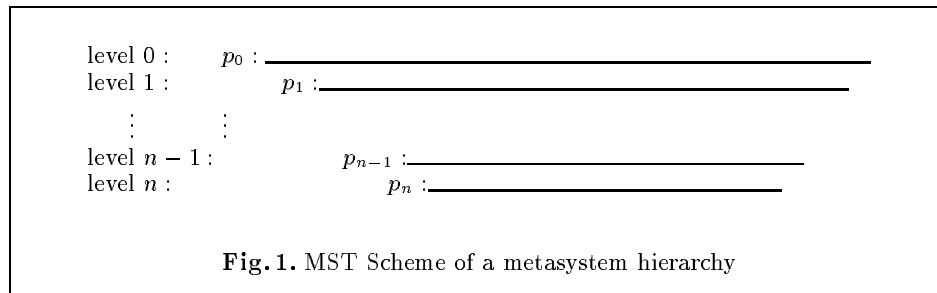 level 0 : p₀ :
level 1 : p₁ :
⋮ ⋮
level n − 1 : pₙ₋₁ :
level n : pₙ :
Fig. 1. MST Scheme of a metasystem hierarchy